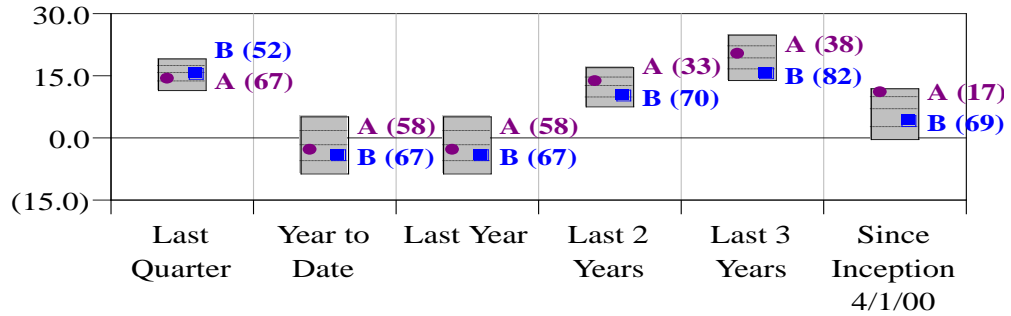 30.0
15.0
0.0
(15.0)
B (52)
A (67)
A (58)
B (67)
A (58)
B (67)
A (33)
B (70)
A (38)
B (82)
A (17)
B (69)
Last
Quarter
Year to
Date
Last Year
Last 2
Years
Last 3
Years
Since
Inception
4/1/00